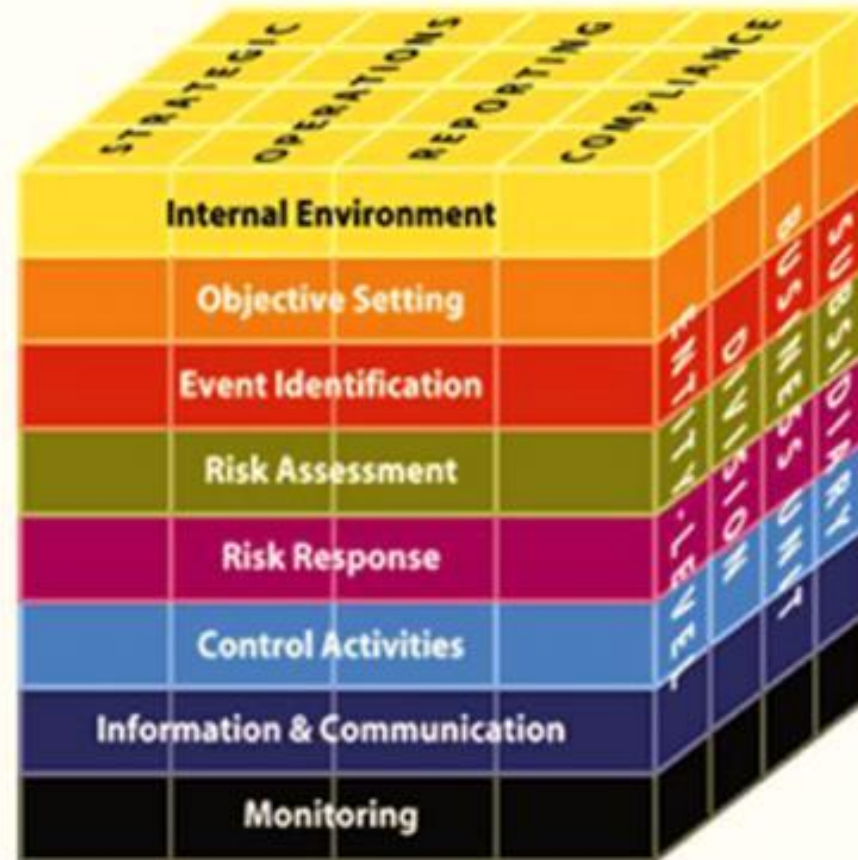 STRATEGIC
OPERATIONS
REPORTING
COMPLIANCE
Internal Environment
Objective Setting
Event Identification
Risk Assessment
Risk Response
Control Activities
Information & Communication
Monitoring
ENTITY-LEVEL
DIVISION
BUSINESS UNIT
SUBSIDIARY